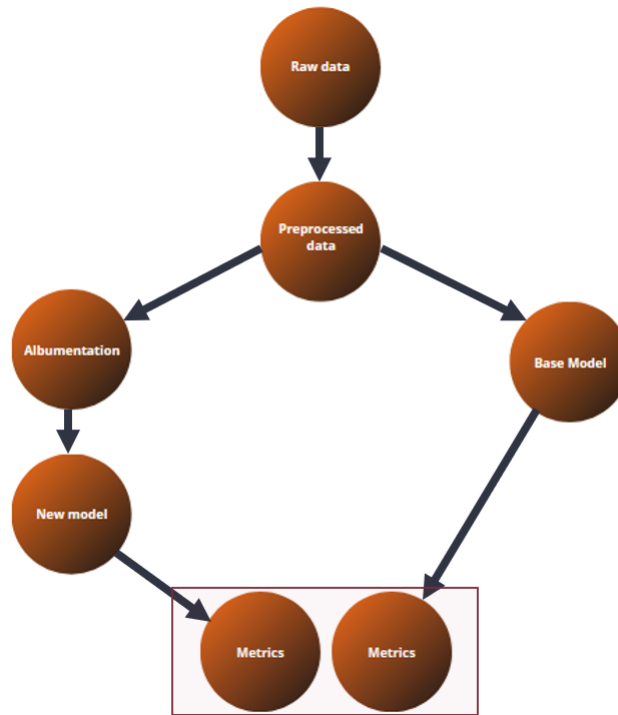 Raw data
Preprocessed
data
Albumentation
Base Model
New model
Metrics
Metrics